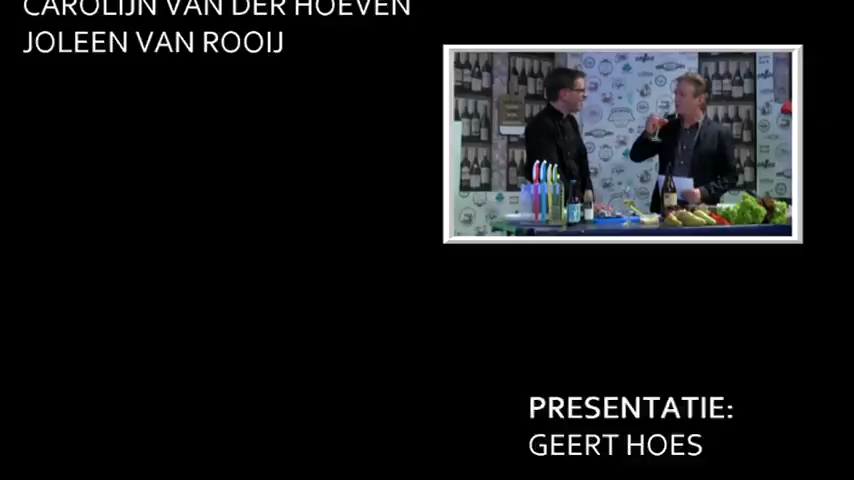 CAROLIJN VAN DER HOEVEN
JOLEEN VAN ROOIJ
PRESENTATIE:
GEERT HOES